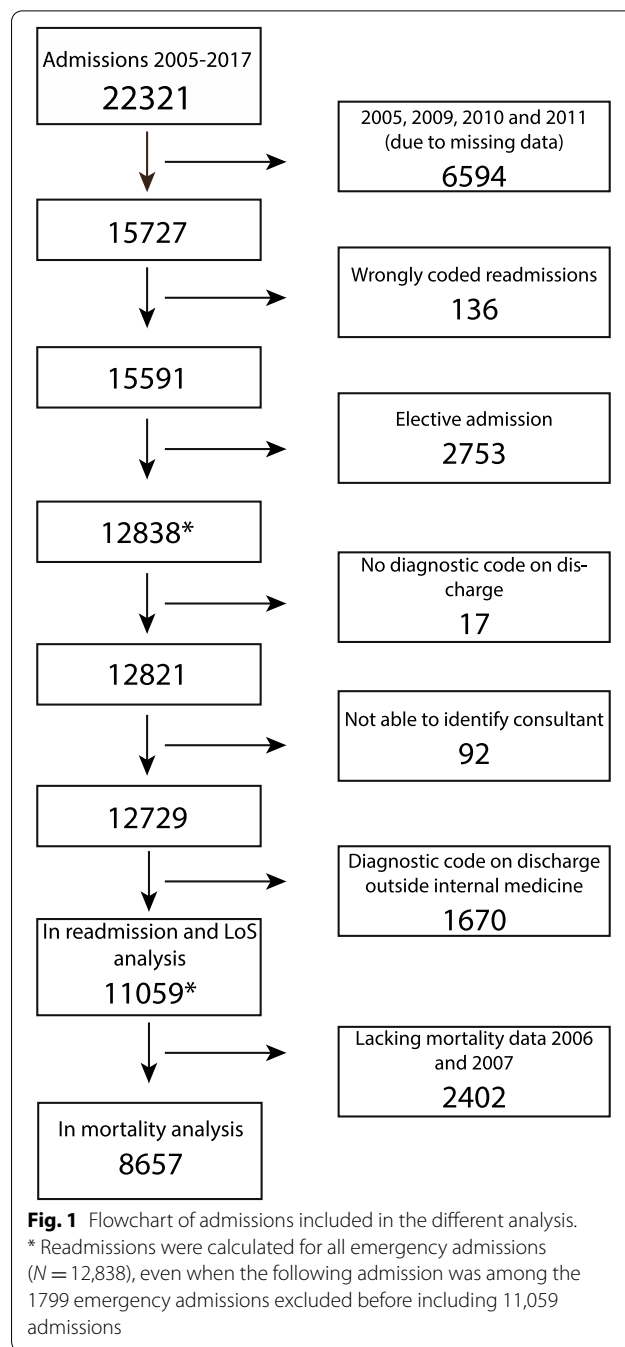 Admissions 2005-2017
22321
2005, 2009, 2010 and 2011
(due to missing data)
6594
15727
Wrongly coded readmissions
136
15591
Elective admission
2753
12838*
No diagnostic code on dis-
charge
17
12821
Not able to identify consultant
92
12729
Diagnostic code on discharge
outside internal medicine
1670
In readmission and LoS
analysis
11059*
Lacking mortality data 2006
and 2007
2402
In mortality analysis
8657
Fig. 1 Flowchart of admissions included in the different analysis.
* Readmissions were calculated for all emergency admissions
(N = 12,838), even when the following admission was among the
1799 emergency admissions excluded before including 11,059
admissions